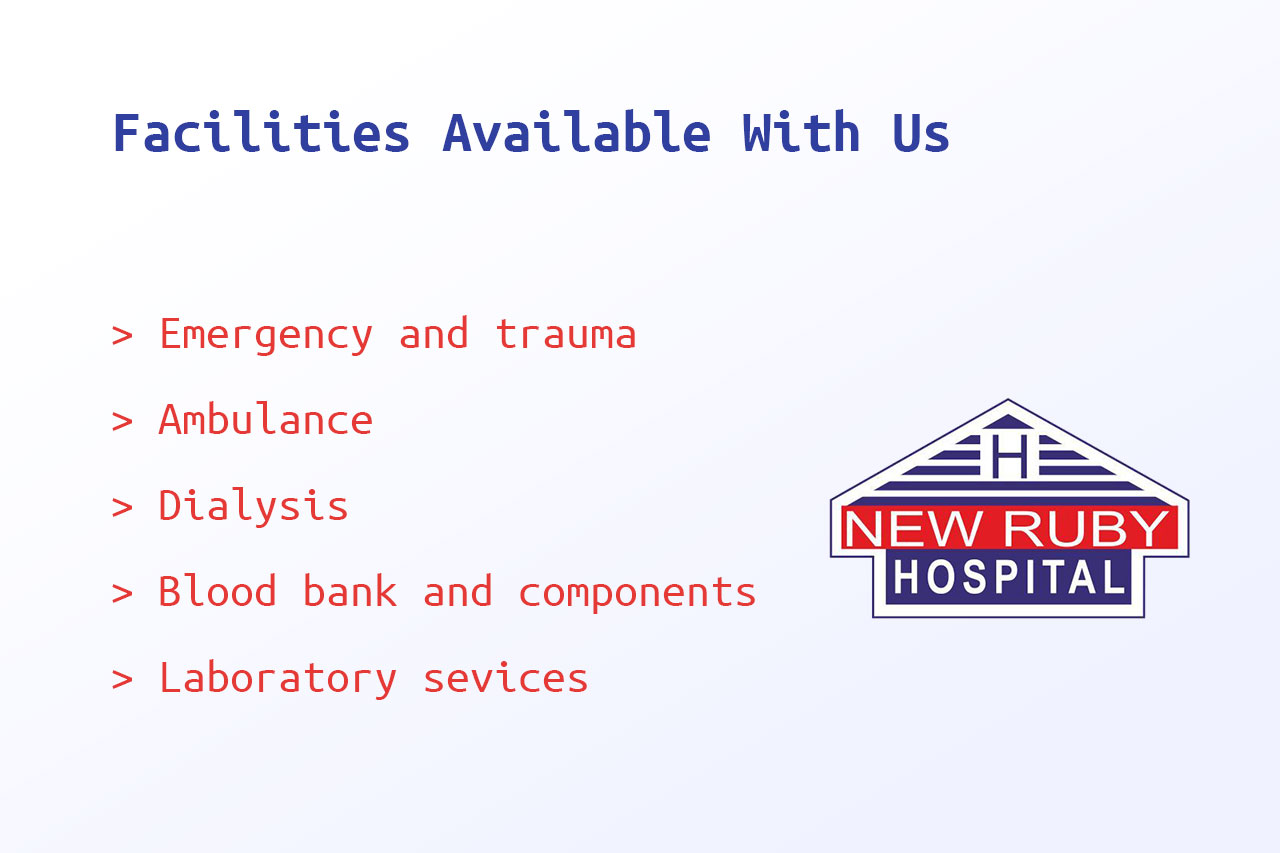 Facilities Available With Us
> Emergency and trauma
> Ambulance
> Dialysis
> Blood bank and components
> Laboratory sevices
H
NEW RUBY
HOSPITAL